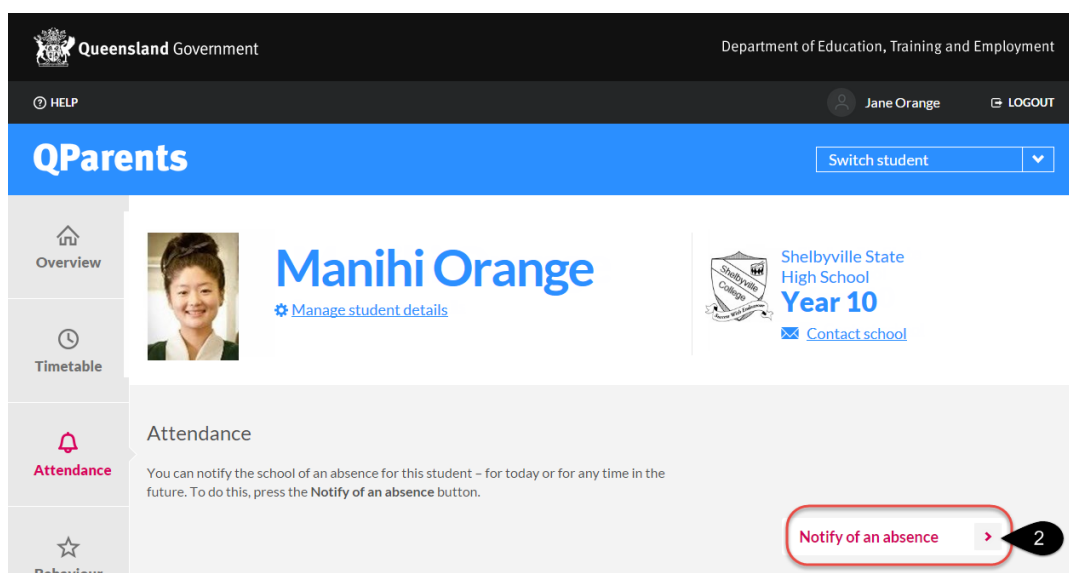 Queensland Government
Department of Education, Training and Employment
HELP
Jane Orange
LOGOUT
QParents
Switch student
Overview
Timetable
Attendance
Behaviour
Manihi Orange
Manage student details
Shelbyville
College
Shelbyville State
High School
Year 10
Contact school
Attendance
You can notify the school of an absence for this student – for today or for any time in the
future. To do this, press the Notify of an absence button.
Notify of an absence
2